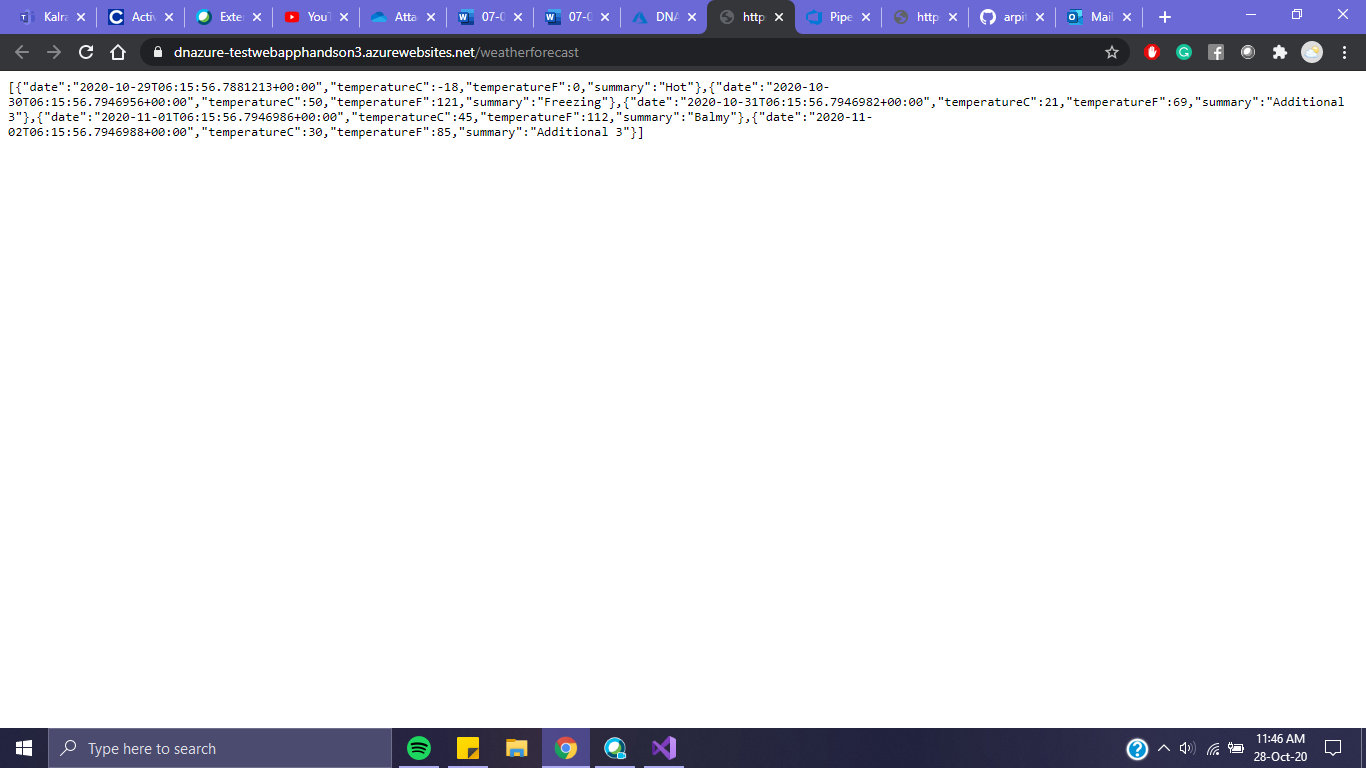 Kalra
Activ
Exter
YouT
Atta
07-0
07-0
DNA
http
Pipe
http
arpit
Mail
dnazure-testwebapphandson3.azurewebsites.net/weatherforecast
[{"date":"2020-10-29T06:15:56.7881213+00:00","temperatureC":-18,"temperatureF":0,"summary":"Hot"},{"date":"2020-10-
30T06:15:56.7946956+00:00","temperatureC":50,"temperatureF":121,"summary":"Freezing"},{"date":"2020-10-31T06:15:56.7946982+00:00","temperatureC":21,"temperatureF":69,"summary":"Additional
3"},{"date":"2020-11-01T06:15:56.7946986+00:00","temperatureC":45,"temperatureF":112,"summary":"Balmy"},{"date":"2020-11-
02T06:15:56.7946988+00:00","temperatureC":30,"temperatureF":85,"summary":"Additional 3"}]
Type here to search
11:46 AM
28-Oct-20